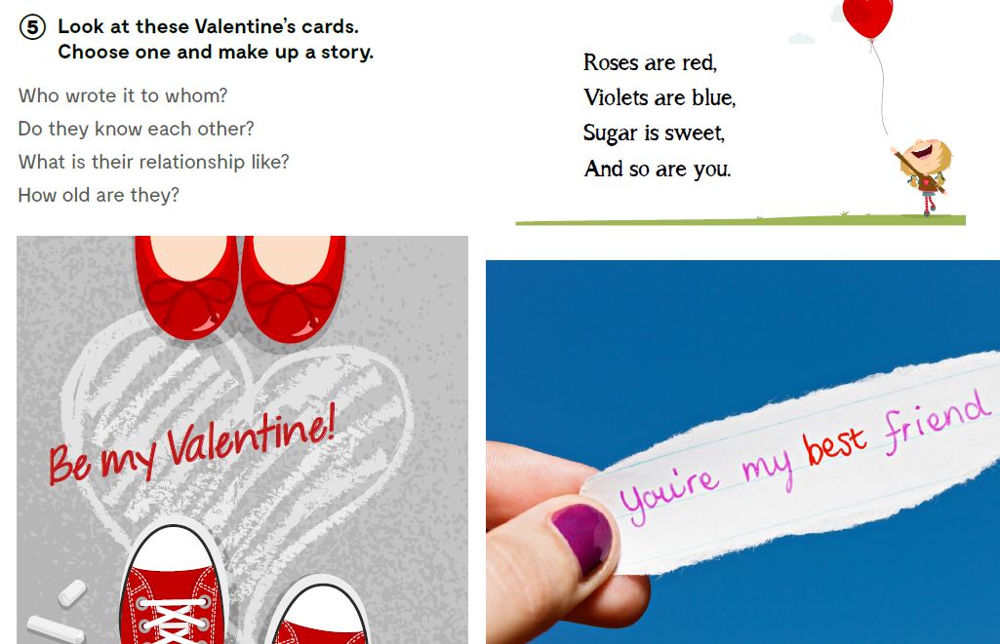 5 Look at these Valentine’s cards.
Choose one and make up a story.
Who wrote it to whom?
Do they know each other?
What is their relationship like?
How old are they?
Roses are red,
Violets are blue,
Sugar is sweet,
And so are you.
Be my Valentine!
You're my best friend